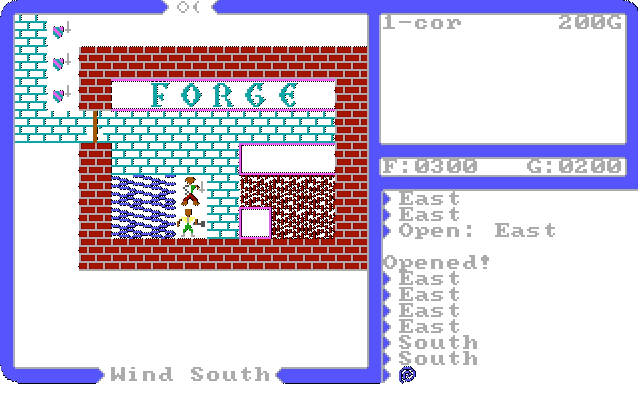 1-cor 200G
FORGE
F:0300 G:0200
East
East
Open: East
Opened!
East
East
East
East
South
South
Wind South